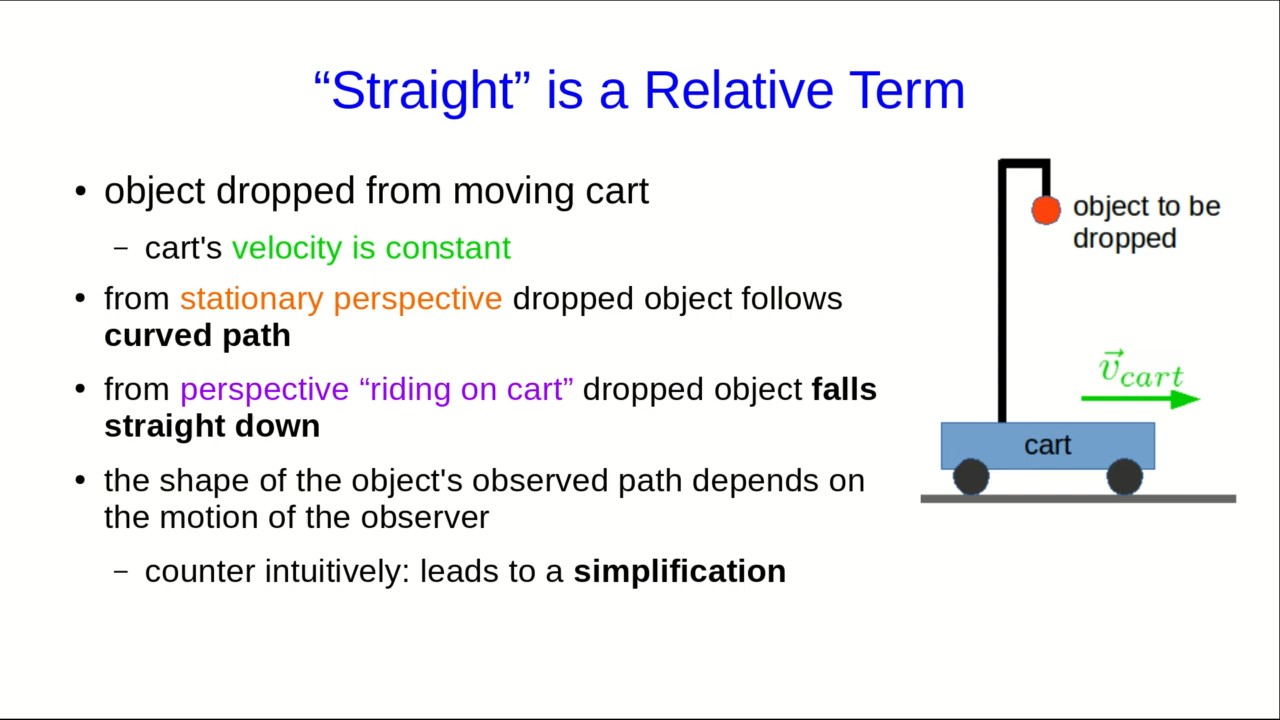 “Straight” is a Relative Term
• object dropped from moving cart
– cart's velocity is constant
• from stationary perspective dropped object follows
curved path
• from perspective “riding on cart” dropped object falls
straight down
• the shape of the object's observed path depends on
the motion of the observer
– counter intuitively: leads to a simplification
object to be
dropped
v⃗cart
cart